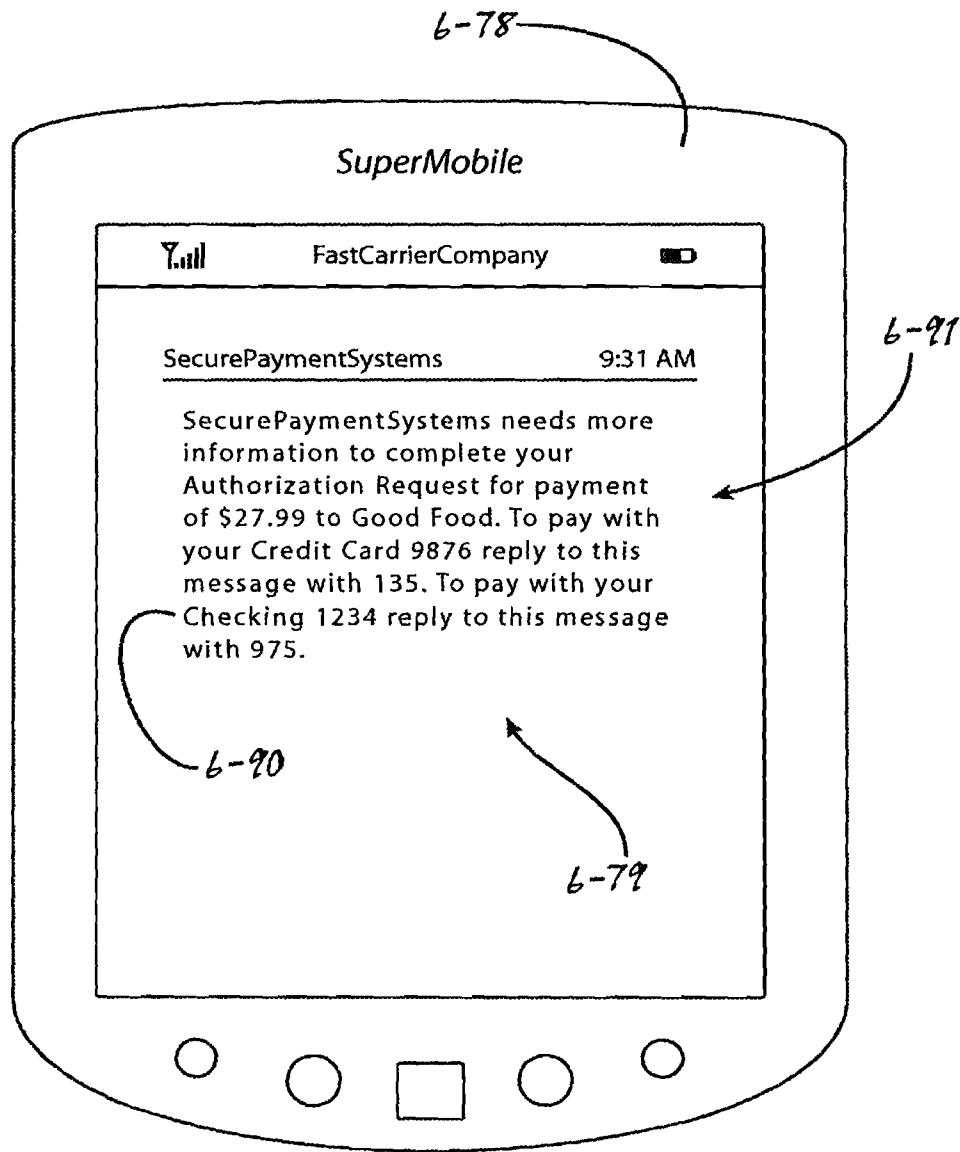 6-78
SuperMobile
FastCarrierCompany
6-91
SecurePaymentSystems 9:31 AM
SecurePaymentSystems needs more
information to complete your
Authorization Request for payment
of $27.99 to Good Food. To pay with
your Credit Card 9876 reply to this
message with 135. To pay with your
Checking 1234 reply to this message
with 975.
6-90
6-79